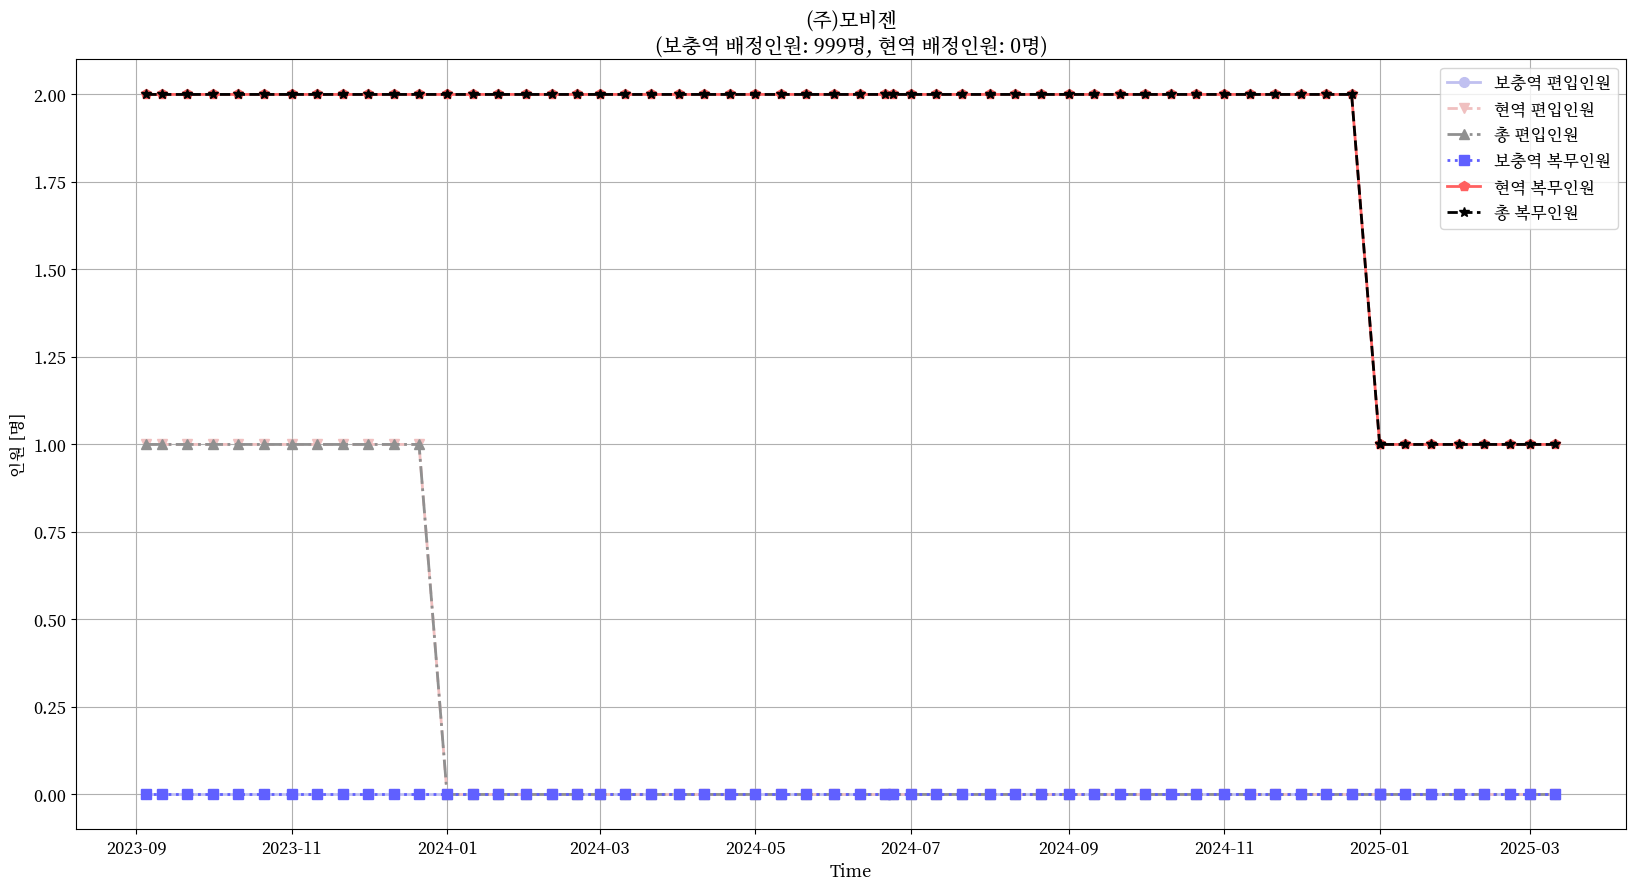 (주)모비젠
(보충역 배정인원: 999명, 현역 배정인원: 0명)
보충역 편입인원
현역 편입인원
총 편입인원
보충역 복무인원
현역 복무인원
총 복무인원
인원 [명]
2.00
1.75
1.50
1.25
1.00
0.75
0.50
0.25
0.00
2023-09
2023-11
2024-01
2024-03
2024-05
2024-07
2024-09
2024-11
2025-01
2025-03
Time